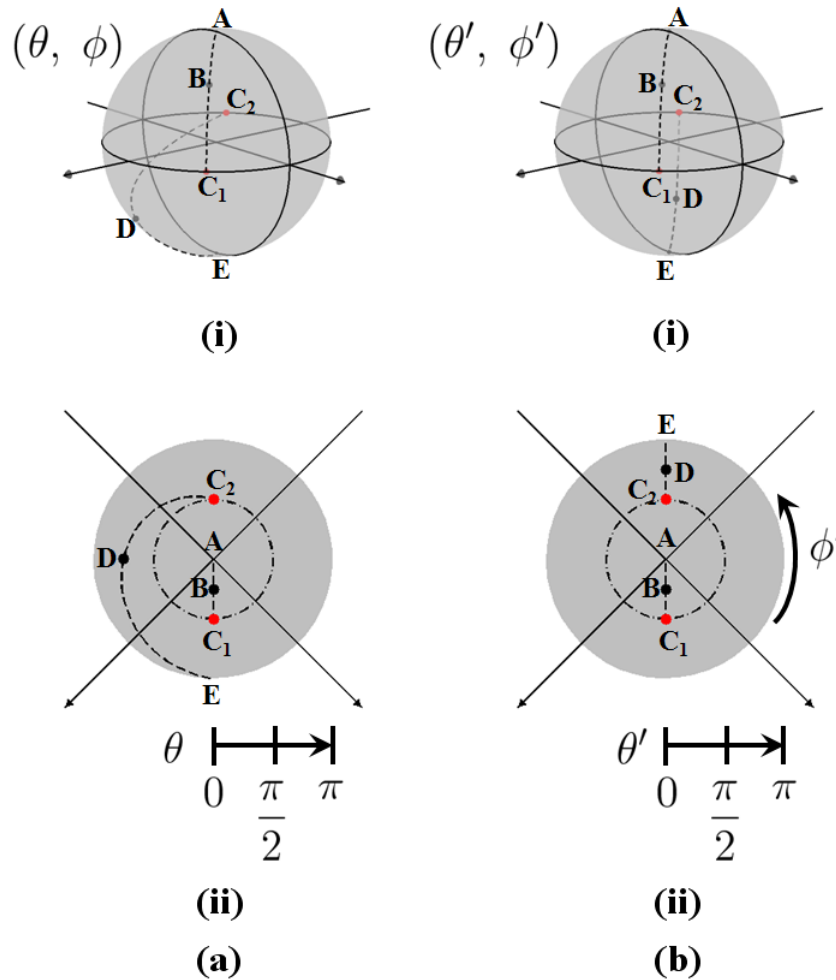 (θ, ϕ)
A
B
C₂
C₁
D
E
(i)
(θ′, ϕ′)
A
B
C₂
C₁
D
E
(i)
C₂
A
D
B
C₁
E
θ
0
π/2
π
(ii)
(a)
E
D
C₂
A
B
C₁
ϕ′
θ′
0
π/2
π
(ii)
(b)